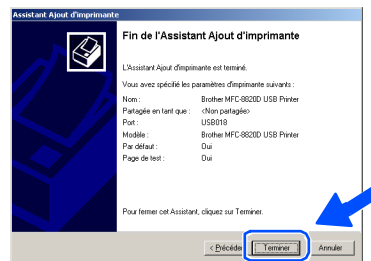 Assistant Ajout d'imprimante
Fin de l'Assistant Ajout d'imprimante
L'Assistant Ajout d'imprimante est terminé.
Vous avez spécifié les paramètres d'imprimante suivants :
Nom : Brother MFC-8820D USB Printer
Partagée en tant que : <Non partagée>
Port : USB018
Modèle : Brother MFC-8820D USB Printer
Par défaut : Oui
Page de test : Oui
Pour fermer cet Assistant, cliquez sur Terminer.
< Précéde Terminer Annuler